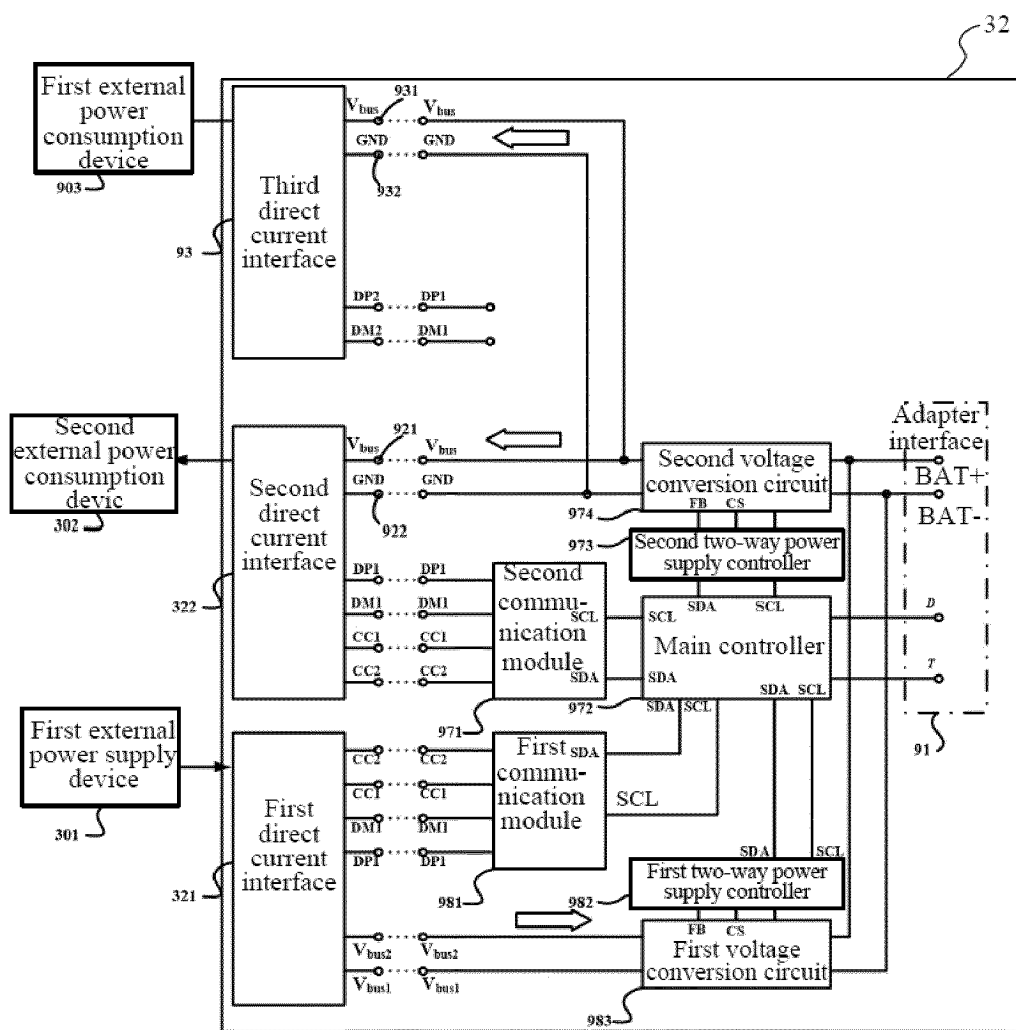 32
First external
power
consumption
device
903
Third
direct
current
interface
93
Vbus
931
Vbus
GND
GND
932
DP2
DP1
DM2
DM1
Second
external power
consumption
devic
302
Second
direct
current
interface
322
Vbus
921
Vbus
GND
GND
922
DP1
DP1
DM1
DM1
CC1
CC1
CC2
CC2
Second
commu-
nication
module
SCL
SDA
971
Second voltage
conversion circuit
974
FB
CS
973
Second two-way power
supply controller
SDA
SCL
SCL
Main controller
SDA
972
SDA
SCL
SDA
SCL
Adapter
interface
BAT+
BAT-
D
T
91
First external
power supply
device
301
First
direct
current
interface
321
CC2
CC2
CC1
CC1
DM1
DM1
DP1
DP1
First
commu-
nication
module
SDA
SCL
981
SDA
SCL
982
First two-way power
supply controller
FB
CS
First voltage
conversion circuit
983
Vbus2
Vbus2
Vbus1
Vbus1